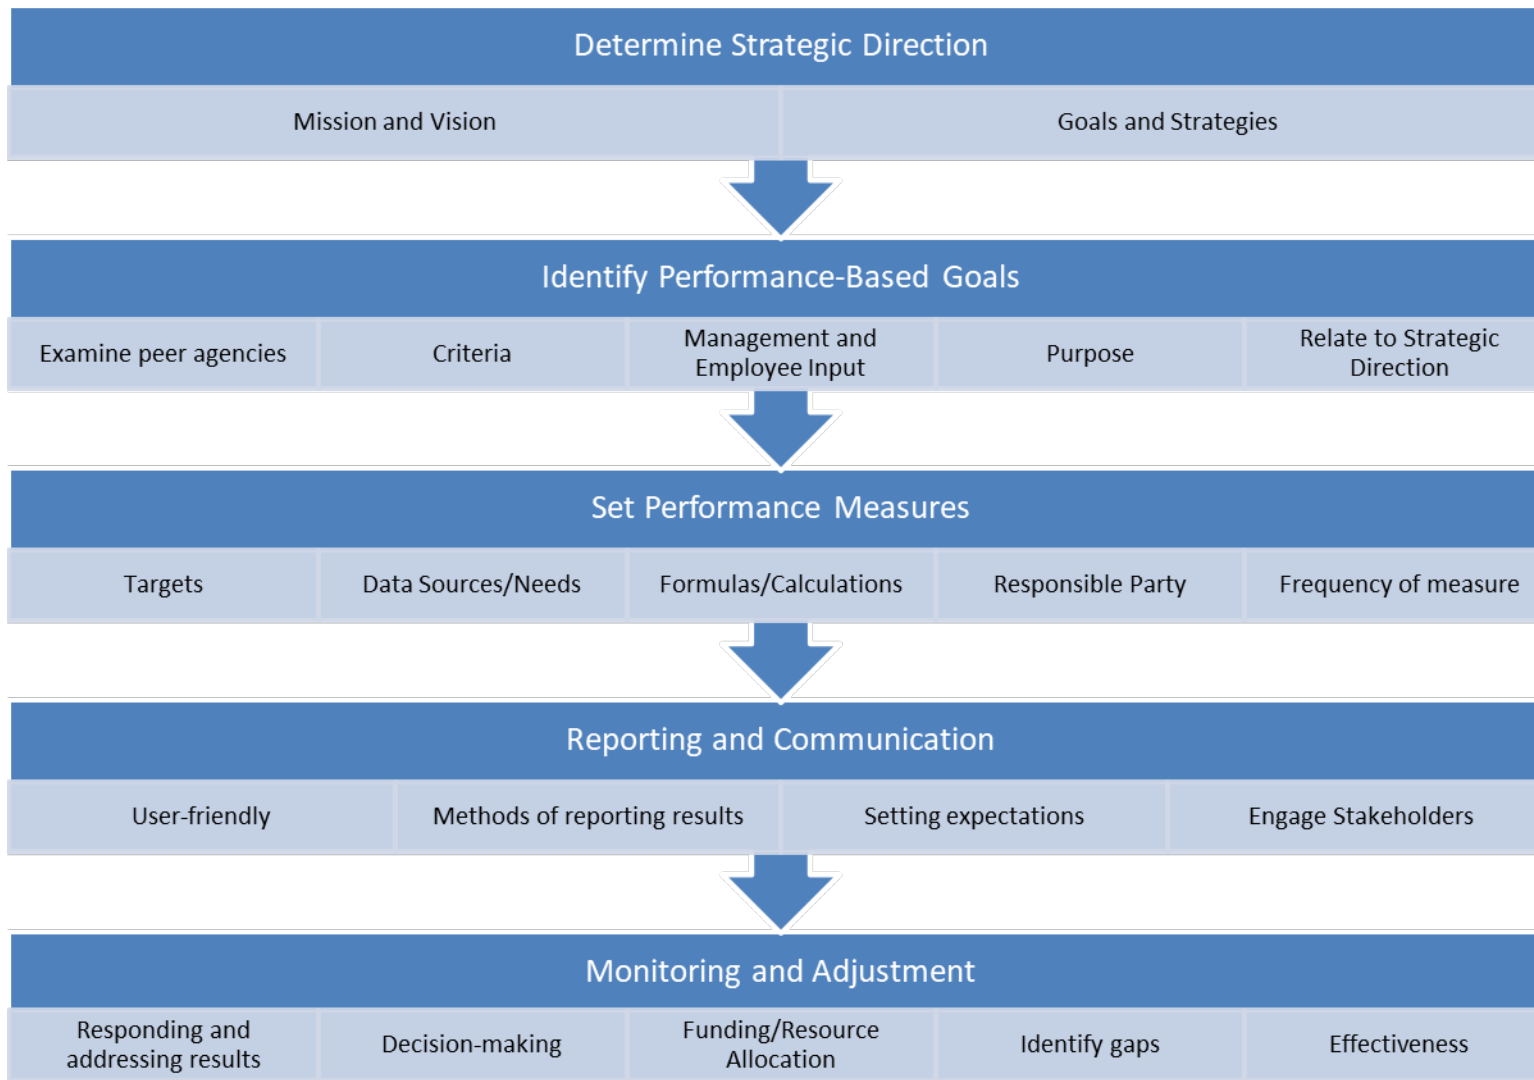 Determine Strategic Direction
Mission and Vision
Goals and Strategies
Identify Performance-Based Goals
Examine peer agencies
Criteria
Management and
Employee Input
Purpose
Relate to Strategic
Direction
Set Performance Measures
Targets
Data Sources/Needs
Formulas/Calculations
Responsible Party
Frequency of measure
Reporting and Communication
User-friendly
Methods of reporting results
Setting expectations
Engage Stakeholders
Monitoring and Adjustment
Responding and
addressing results
Decision-making
Funding/Resource
Allocation
Identify gaps
Effectiveness